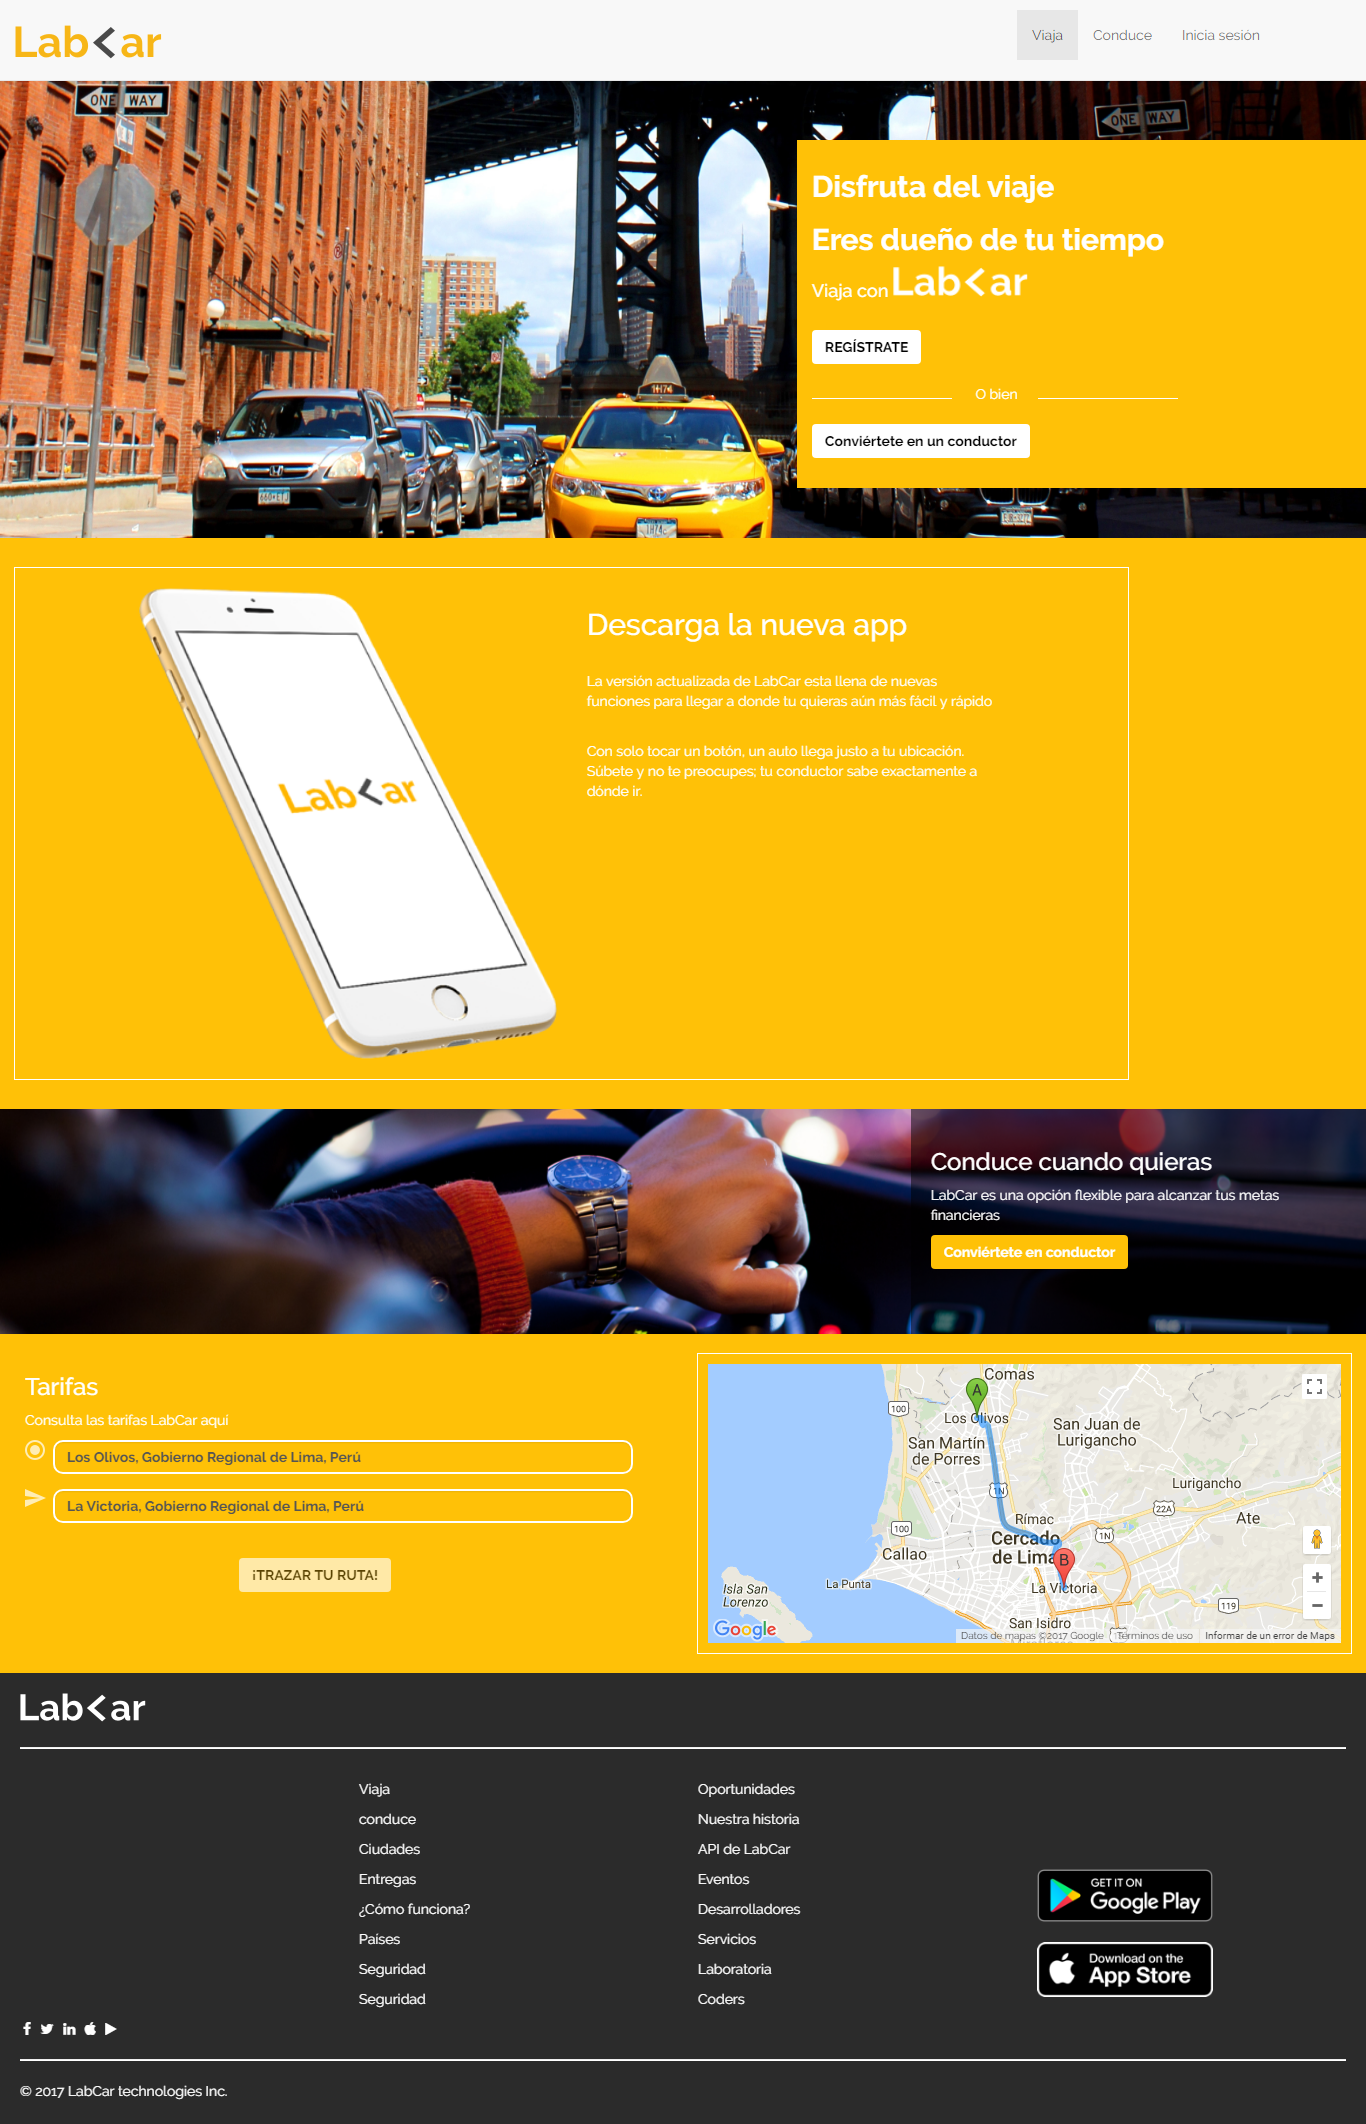 Lab<ar
Viaja
Conduce
Inicia sesión
ONE WAY
ONE WAY
Disfruta del viaje
Eres dueño de tu tiempo
Viaja con Lab<ar
REGÍSTRATE
O bien
Conviértete en un conductor
1H74
1H74C
Descarga la nueva app
La versión actualizada de LabCar esta llena de nuevas
funciones para llegar a donde tu quieras aún más fácil y rápido
Con solo tocar un botón, un auto llega justo a tu ubicación.
Súbete y no te preocupes; tu conductor sabe exactamente a
dónde ir.
Lab<ar
Conduce cuando quieras
LabCar es una opción flexible para alcanzar tus metas
financieras
Conviértete en conductor
Tarifas
Consulta las tarifas LabCar aquí
Los Olivos, Gobierno Regional de Lima, Perú
La Victoria, Gobierno Regional de Lima, Perú
¡TRAZAR TU RUTA!
Comas
A
100
Los Olivos
San Juan de
Lurigancho
San Martín
de Porres
Lurigancho
1N
22A
Ate
Rímac
100
Cercado
de Lima
1N
Callao
B
La Punta
La Victoria
Isla San
Lorenzo
119
San Isidro
1N
Google
Datos de mapas ©2017 Google
Términos de uso
Informar de un error de Maps
Lab<ar
Viaja
conduce
Ciudades
Entregas
¿Cómo funciona?
Países
Seguridad
Seguridad
Oportunidades
Nuestra historia
API de LabCar
Eventos
Desarrolladores
Servicios
Laboratoria
Coders
GET IT ON
Google Play
Download on the
App Store
© 2017 LabCar technologies Inc.